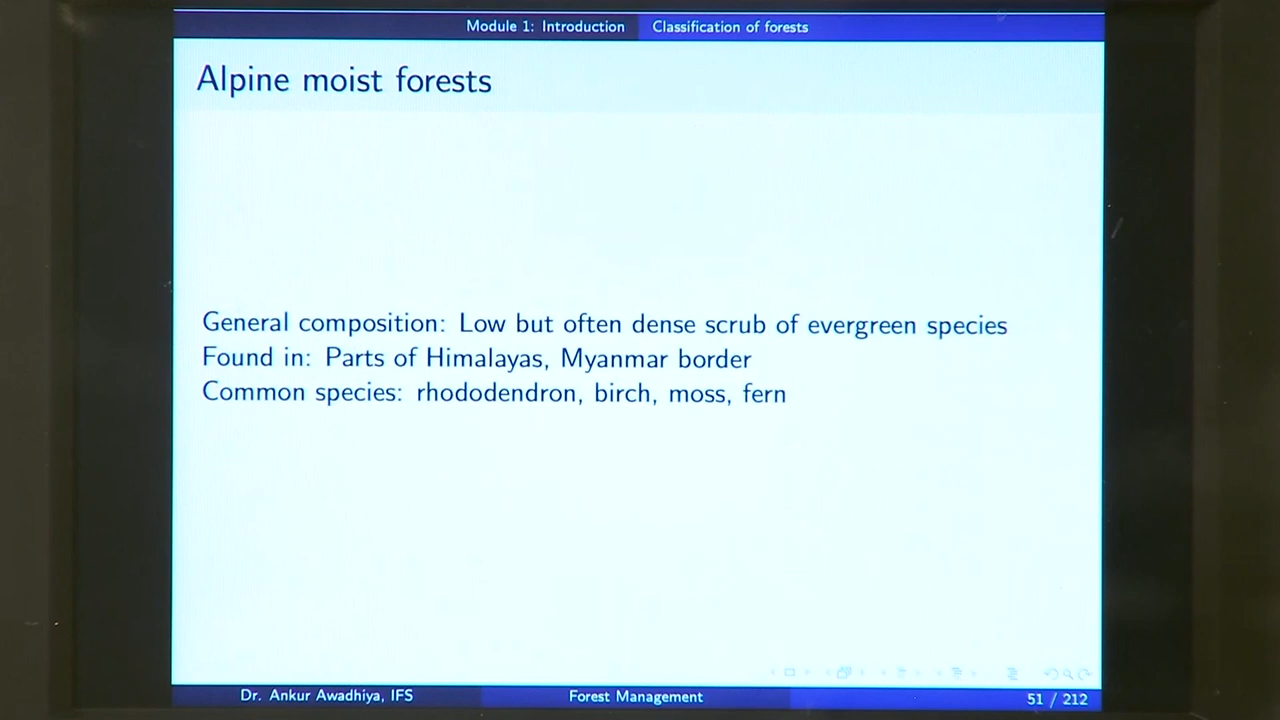 Module 1: Introduction Classification of forests
Alpine moist forests
General composition: Low but often dense scrub of evergreen species
Found in: Parts of Himalayas, Myanmar border
Common species: rhododendron, birch, moss, fern
Dr. Ankur Awadhiya, IFS Forest Management 51 / 212